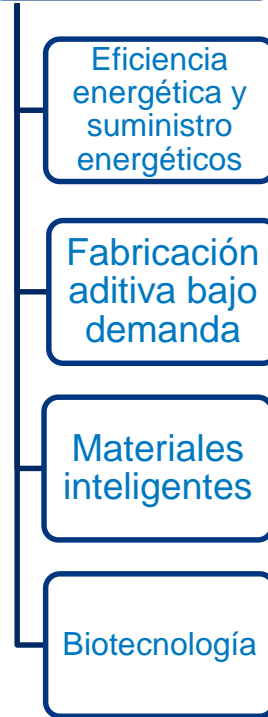 Eficiencia
energética y
suministro
energéticos
Fabricación
aditiva bajo
demanda
Materiales
inteligentes
Biotecnología